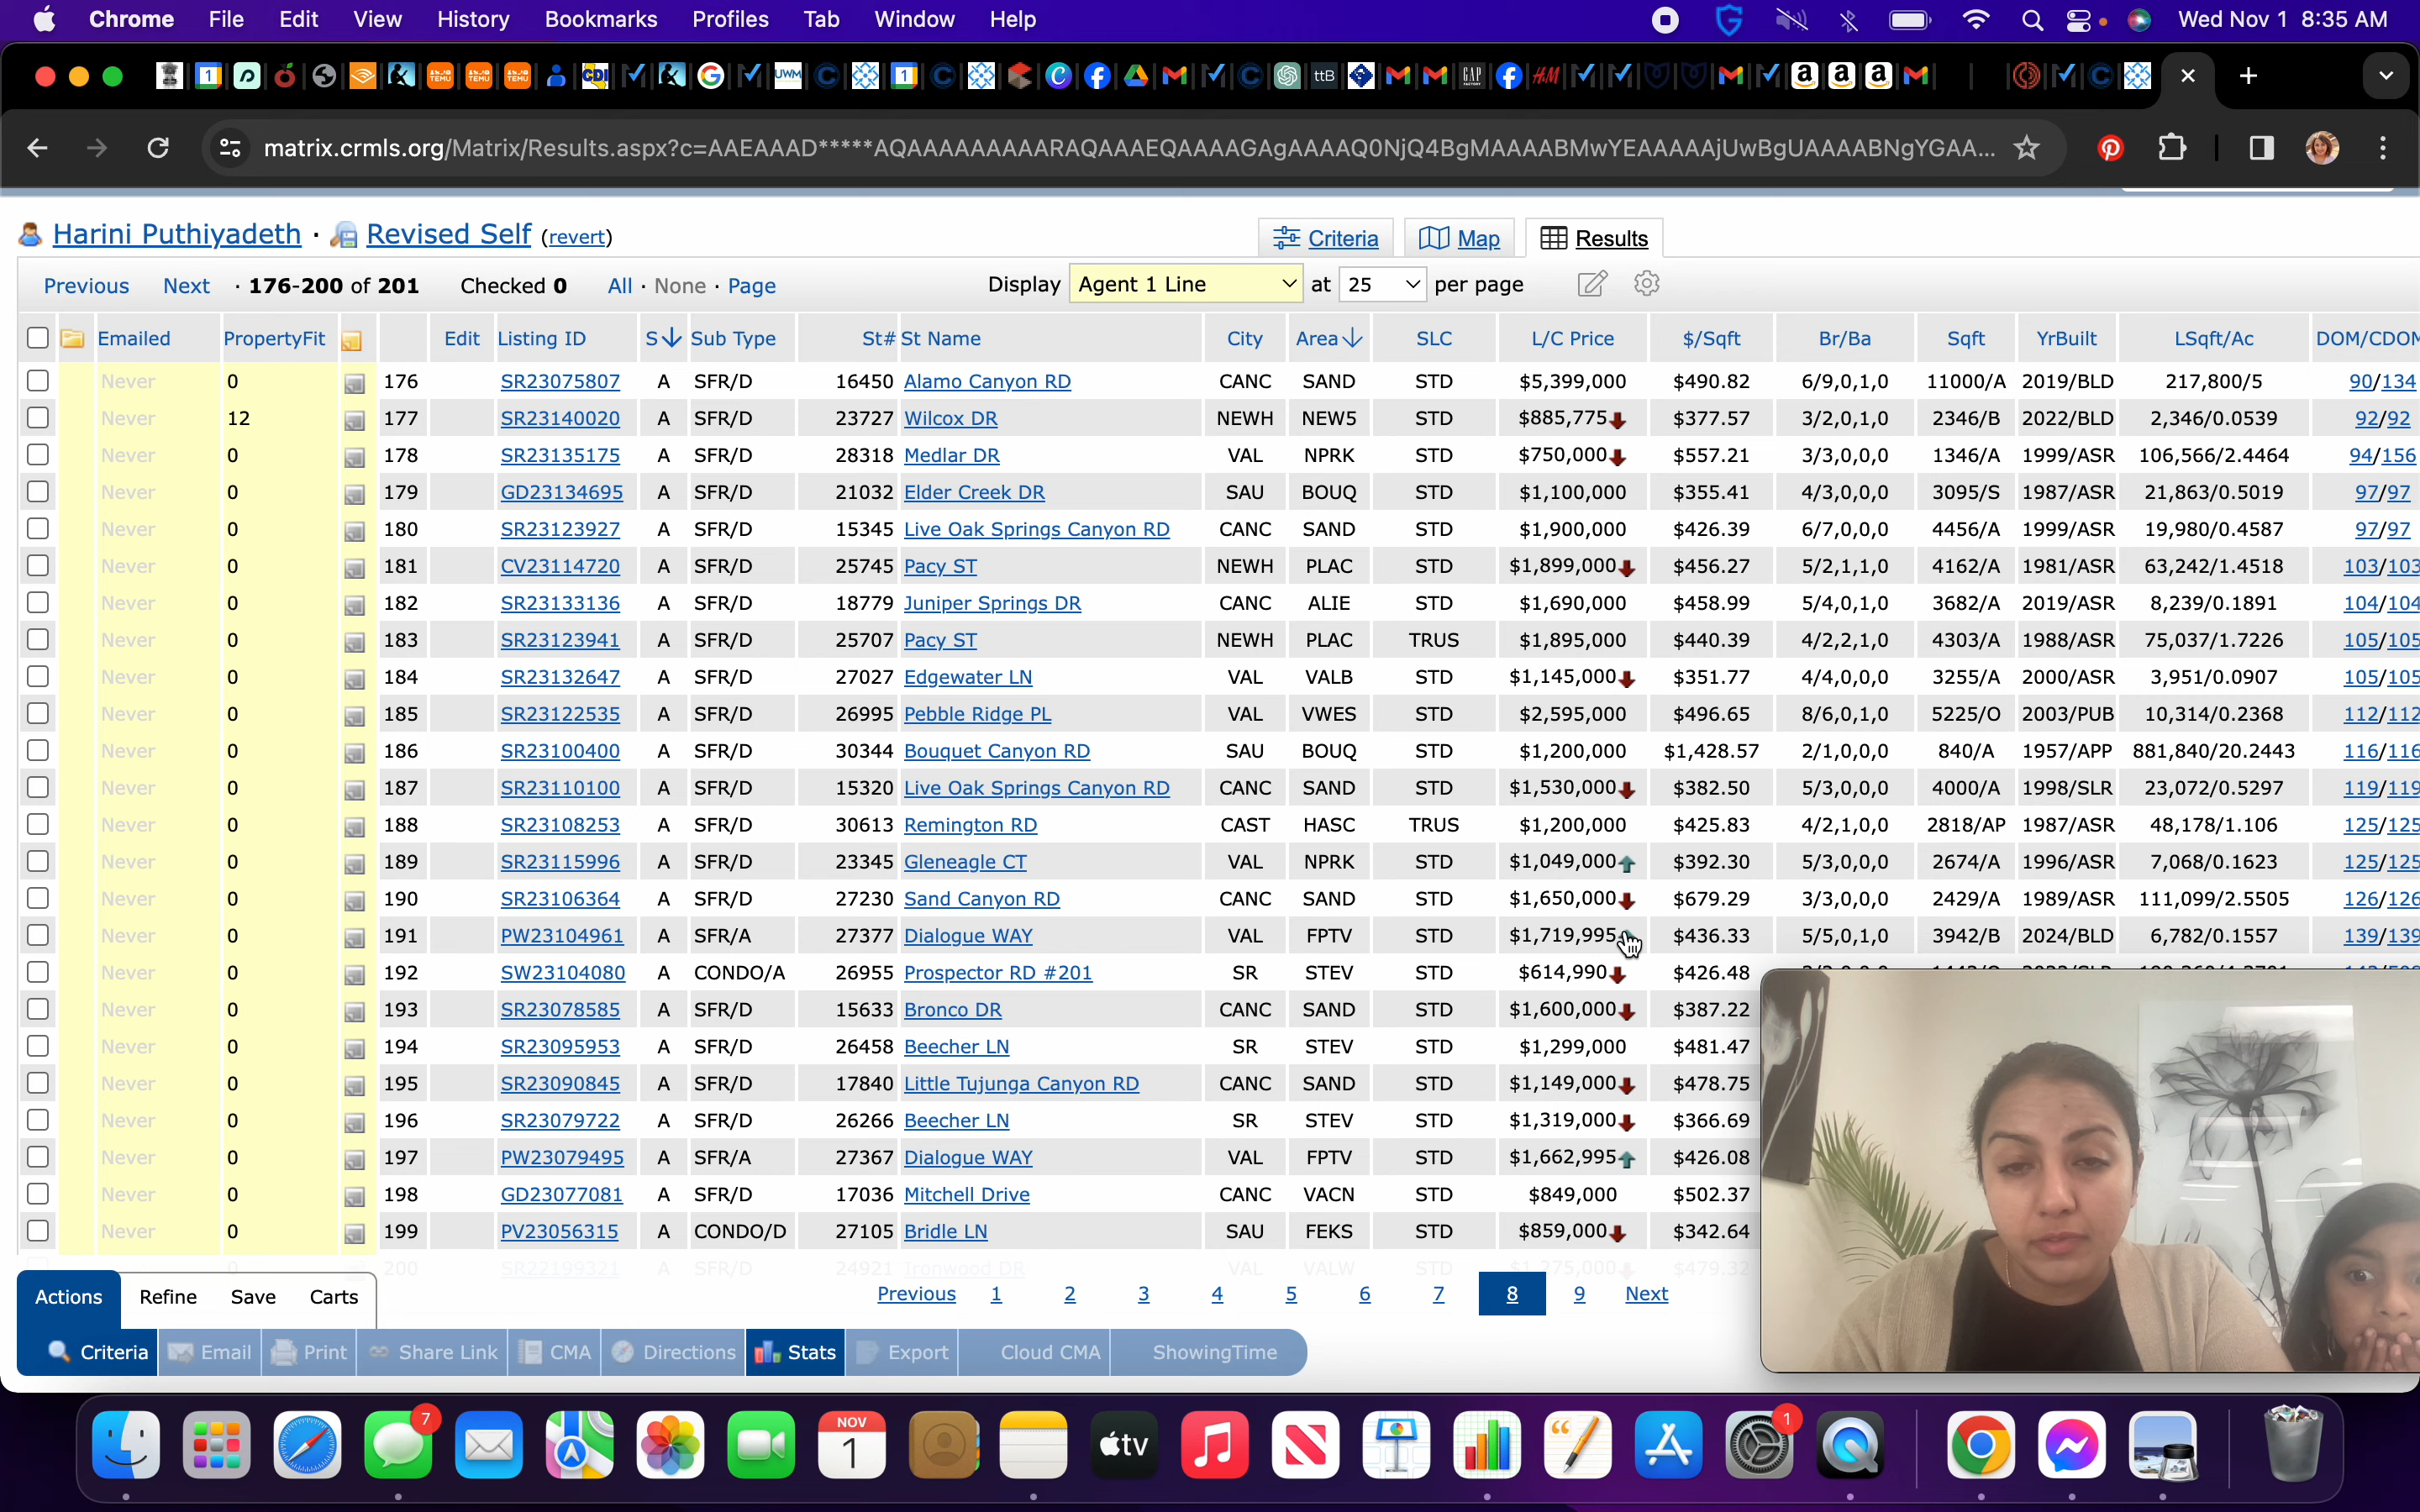 Chrome File Edit View History Bookmarks Profiles Tab Window Help Wed Nov 1 8:35 AM
matrix.crmls.org/Matrix/Results.aspx?c=AAEAAAD*****AQAAAAAAAAARAQAAAEQAAAAGAgAAAAQ0NjQ4BgMAAAABMwYEAAAAAjUwBgUAAAABNgYGAA...
Harini Puthiyadeth · Revised Self (revert) Criteria Map Results
Previous Next · 176-200 of 201 Checked 0 All · None · Page Display Agent 1 Line at 25 per page
Emailed PropertyFit Edit Listing ID S Sub Type St# St Name City Area SLC L/C Price $/Sqft Br/Ba Sqft YrBuilt LSqft/Ac DOM/CDOM
Never 0 176 SR23075807 A SFR/D 16450 Alamo Canyon RD CANC SAND STD $5,399,000 $490.82 6/9,0,1,0 11000/A 2019/BLD 217,800/5 90/134
Never 12 177 SR23140020 A SFR/D 23727 Wilcox DR NEWH NEW5 STD $885,775 $377.57 3/2,0,1,0 2346/B 2022/BLD 2,346/0.0539 92/92
Never 0 178 SR23135175 A SFR/D 28318 Medlar DR VAL NPRK STD $750,000 $557.21 3/3,0,0,0 1346/A 1999/ASR 106,566/2.4464 94/156
Never 0 179 GD23134695 A SFR/D 21032 Elder Creek DR SAU BOUQ STD $1,100,000 $355.41 4/3,0,0,0 3095/S 1987/ASR 21,863/0.5019 97/97
Never 0 180 SR23123927 A SFR/D 15345 Live Oak Springs Canyon RD CANC SAND STD $1,900,000 $426.39 6/7,0,0,0 4456/A 1999/ASR 19,980/0.4587 97/97
Never 0 181 CV23114720 A SFR/D 25745 Pacy ST NEWH PLAC STD $1,899,000 $456.27 5/2,1,1,0 4162/A 1981/ASR 63,242/1.4518 103/103
Never 0 182 SR23133136 A SFR/D 18779 Juniper Springs DR CANC ALIE STD $1,690,000 $458.99 5/4,0,1,0 3682/A 2019/ASR 8,239/0.1891 104/104
Never 0 183 SR23123941 A SFR/D 25707 Pacy ST NEWH PLAC TRUS $1,895,000 $440.39 4/2,2,1,0 4303/A 1988/ASR 75,037/1.7226 105/105
Never 0 184 SR23132647 A SFR/D 27027 Edgewater LN VAL VALB STD $1,145,000 $351.77 4/4,0,0,0 3255/A 2000/ASR 3,951/0.0907 105/105
Never 0 185 SR23122535 A SFR/D 26995 Pebble Ridge PL VAL VWES STD $2,595,000 $496.65 8/6,0,1,0 5225/O 2003/PUB 10,314/0.2368 112/112
Never 0 186 SR23100400 A SFR/D 30344 Bouquet Canyon RD SAU BOUQ STD $1,200,000 $1,428.57 2/1,0,0,0 840/A 1957/APP 881,840/20.2443 116/116
Never 0 187 SR23110100 A SFR/D 15320 Live Oak Springs Canyon RD CANC SAND STD $1,530,000 $382.50 5/3,0,0,0 4000/A 1998/SLR 23,072/0.5297 119/119
Never 0 188 SR23108253 A SFR/D 30613 Remington RD CAST HASC TRUS $1,200,000 $425.83 4/2,1,0,0 2818/AP 1987/ASR 48,178/1.106 125/125
Never 0 189 SR23115996 A SFR/D 23345 Gleneagle CT VAL NPRK STD $1,049,000 $392.30 5/3,0,0,0 2674/A 1996/ASR 7,068/0.1623 125/125
Never 0 190 SR23106364 A SFR/D 27230 Sand Canyon RD CANC SAND STD $1,650,000 $679.29 3/3,0,0,0 2429/A 1989/ASR 111,099/2.5505 126/126
Never 0 191 PW23104961 A SFR/A 27377 Dialogue WAY VAL FPTV STD $1,719,995 $436.33 5/5,0,1,0 3942/B 2024/BLD 6,782/0.1557 139/139
Never 0 192 SW23104080 A CONDO/A 26955 Prospector RD #201 SR STEV STD $614,990 $426.48
Never 0 193 SR23078585 A SFR/D 15633 Bronco DR CANC SAND STD $1,600,000 $387.22
Never 0 194 SR23095953 A SFR/D 26458 Beecher LN SR STEV STD $1,299,000 $481.47
Never 0 195 SR23090845 A SFR/D 17840 Little Tujunga Canyon RD CANC SAND STD $1,149,000 $478.75
Never 0 196 SR23079722 A SFR/D 26266 Beecher LN SR STEV STD $1,319,000 $366.69
Never 0 197 PW23079495 A SFR/A 27367 Dialogue WAY VAL FPTV STD $1,662,995 $426.08
Never 0 198 GD23077081 A SFR/D 17036 Mitchell Drive CANC VACN STD $849,000 $502.37
Never 0 199 PV23056315 A CONDO/D 27105 Bridle LN SAU FEKS STD $859,000 $342.64
200 SR22199321 A SFR/D 24921 Ironwood DR VAL VALW STD $479.32
Actions Refine Save Carts Previous 1 2 3 4 5 6 7 8 9 Next
Criteria Email Print Share Link CMA Directions Stats Export Cloud CMA ShowingTime
7 NOV 1 tv 1